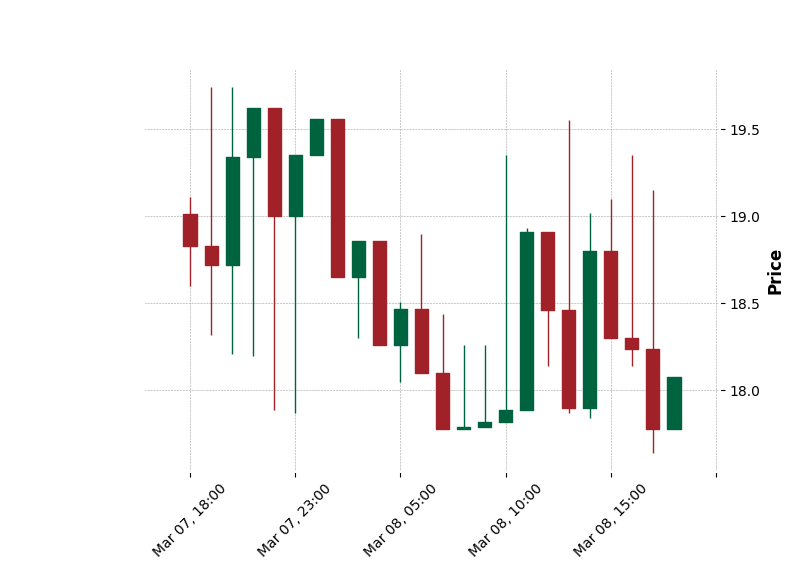 19.5
19.0
18.5
18.0
Price
Mar 07, 18:00
Mar 07, 23:00
Mar 08, 05:00
Mar 08, 10:00
Mar 08, 15:00